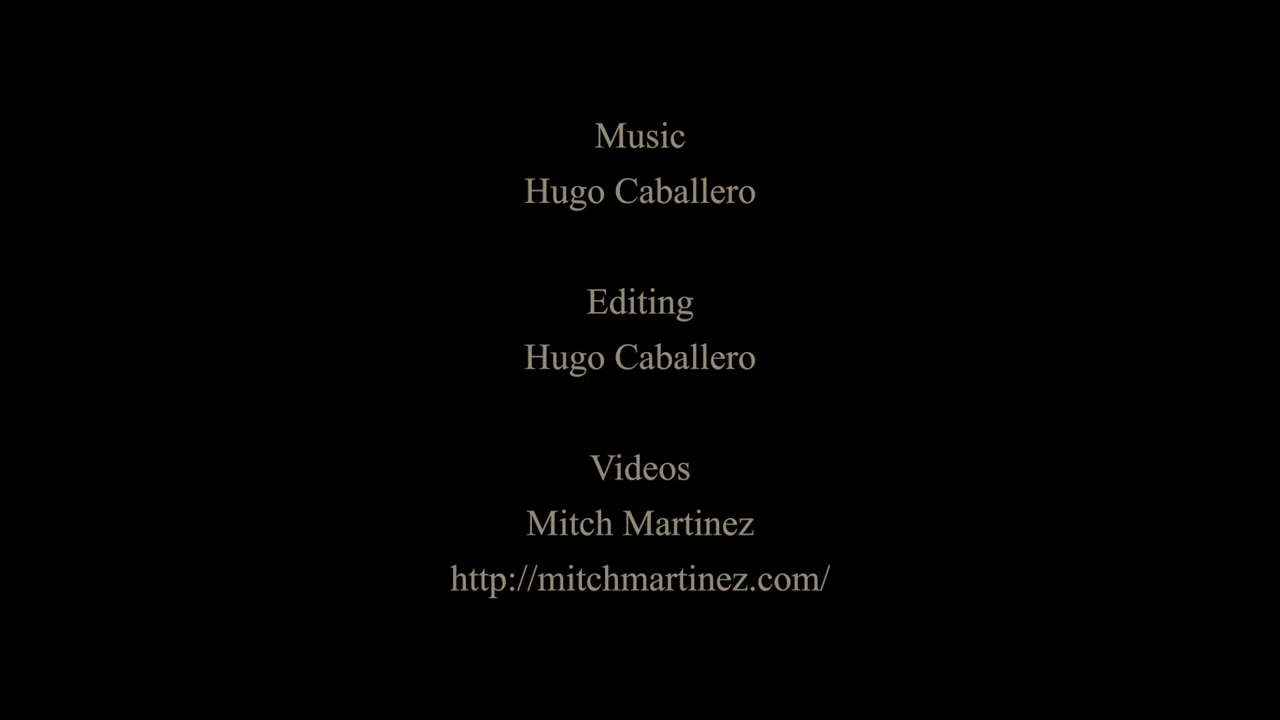 Music
Hugo Caballero
Editing
Hugo Caballero
Videos
Mitch Martinez
http://mitchmartinez.com/